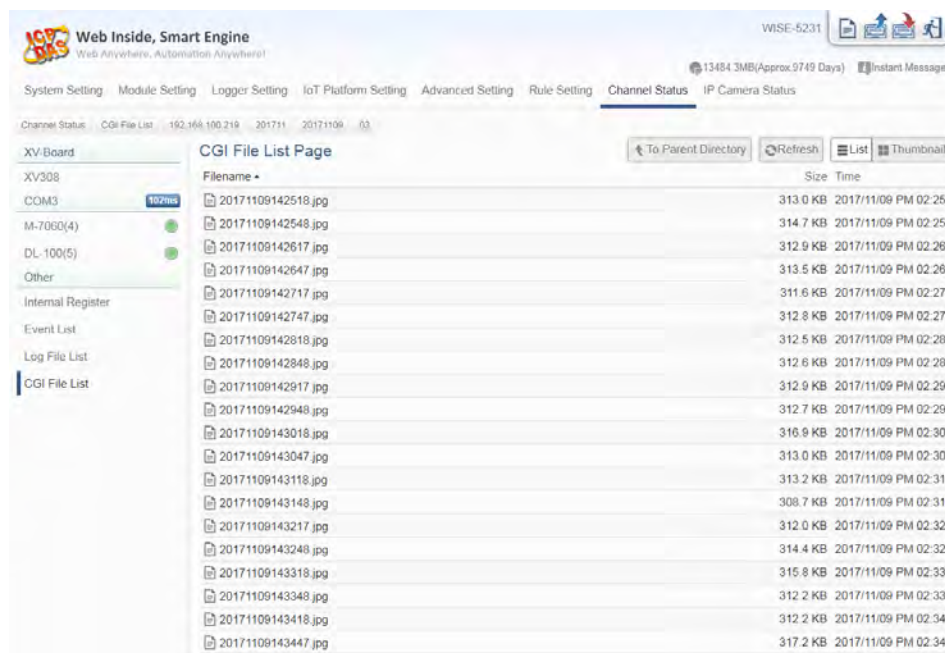 ICP DAS
Web Inside, Smart Engine
Web Anywhere, Automation Anywhere!
WISE-5231
13484.3MB(Approx.9749 Days) Instant Message
System Setting Module Setting Logger Setting IoT Platform Setting Advanced Setting Rule Setting Channel Status IP Camera Status
Channel Status CGI File List 192.168.100.219 201711 20171109 03
XV-Board
XV308
COM3 102ms
M-7060(4)
DL-100(5)
Other
Internal Register
Event List
Log File List
CGI File List
CGI File List Page
To Parent Directory Refresh List Thumbnail
Filename Size Time
20171109142518.jpg 313.0 KB 2017/11/09 PM 02:25
20171109142548.jpg 314.7 KB 2017/11/09 PM 02:25
20171109142617.jpg 312.9 KB 2017/11/09 PM 02:26
20171109142647.jpg 313.5 KB 2017/11/09 PM 02:26
20171109142717.jpg 311.6 KB 2017/11/09 PM 02:27
20171109142747.jpg 312.8 KB 2017/11/09 PM 02:27
20171109142818.jpg 312.5 KB 2017/11/09 PM 02:28
20171109142848.jpg 312.6 KB 2017/11/09 PM 02:28
20171109142917.jpg 312.9 KB 2017/11/09 PM 02:29
20171109142948.jpg 312.7 KB 2017/11/09 PM 02:29
20171109143018.jpg 316.9 KB 2017/11/09 PM 02:30
20171109143047.jpg 313.0 KB 2017/11/09 PM 02:30
20171109143118.jpg 313.2 KB 2017/11/09 PM 02:31
20171109143148.jpg 308.7 KB 2017/11/09 PM 02:31
20171109143217.jpg 312.0 KB 2017/11/09 PM 02:32
20171109143248.jpg 314.4 KB 2017/11/09 PM 02:32
20171109143318.jpg 315.8 KB 2017/11/09 PM 02:33
20171109143348.jpg 312.2 KB 2017/11/09 PM 02:33
20171109143418.jpg 312.2 KB 2017/11/09 PM 02:34
20171109143447.jpg 317.2 KB 2017/11/09 PM 02:34